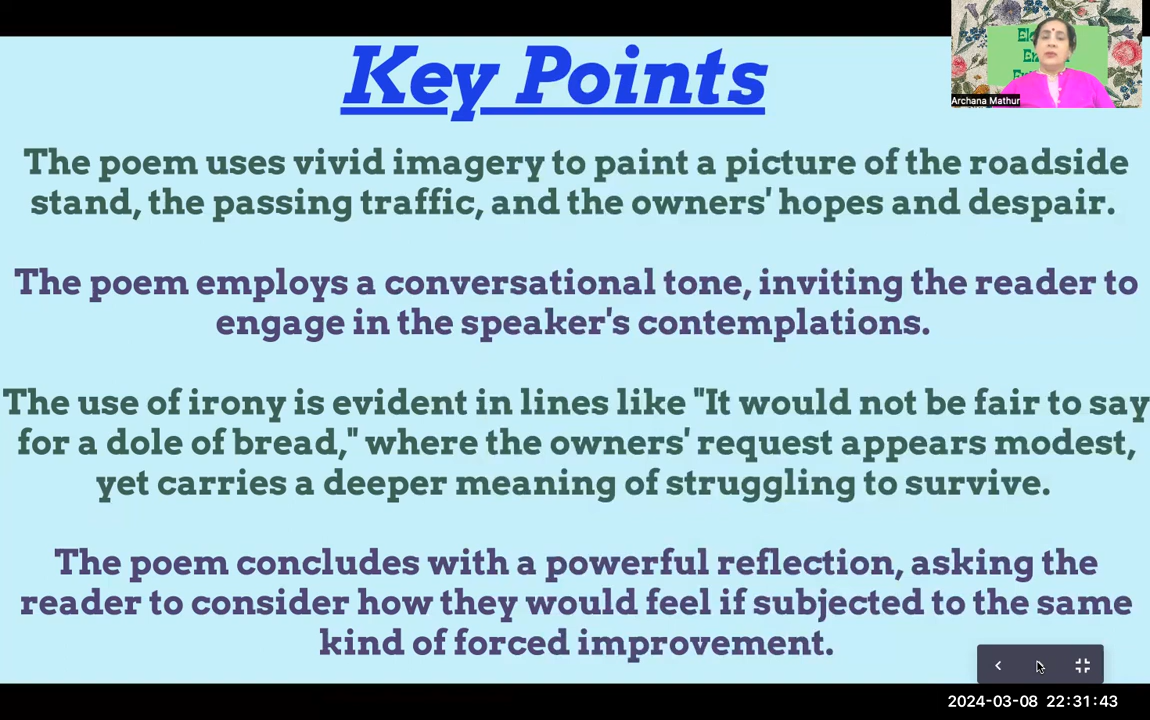 Key Points
Archana Mathur
The poem uses vivid imagery to paint a picture of the roadside
stand, the passing traffic, and the owners' hopes and despair.
The poem employs a conversational tone, inviting the reader to
engage in the speaker's contemplations.
The use of irony is evident in lines like "It would not be fair to say
for a dole of bread," where the owners' request appears modest,
yet carries a deeper meaning of struggling to survive.
The poem concludes with a powerful reflection, asking the
reader to consider how they would feel if subjected to the same
kind of forced improvement.
2024-03-08 22:31:43